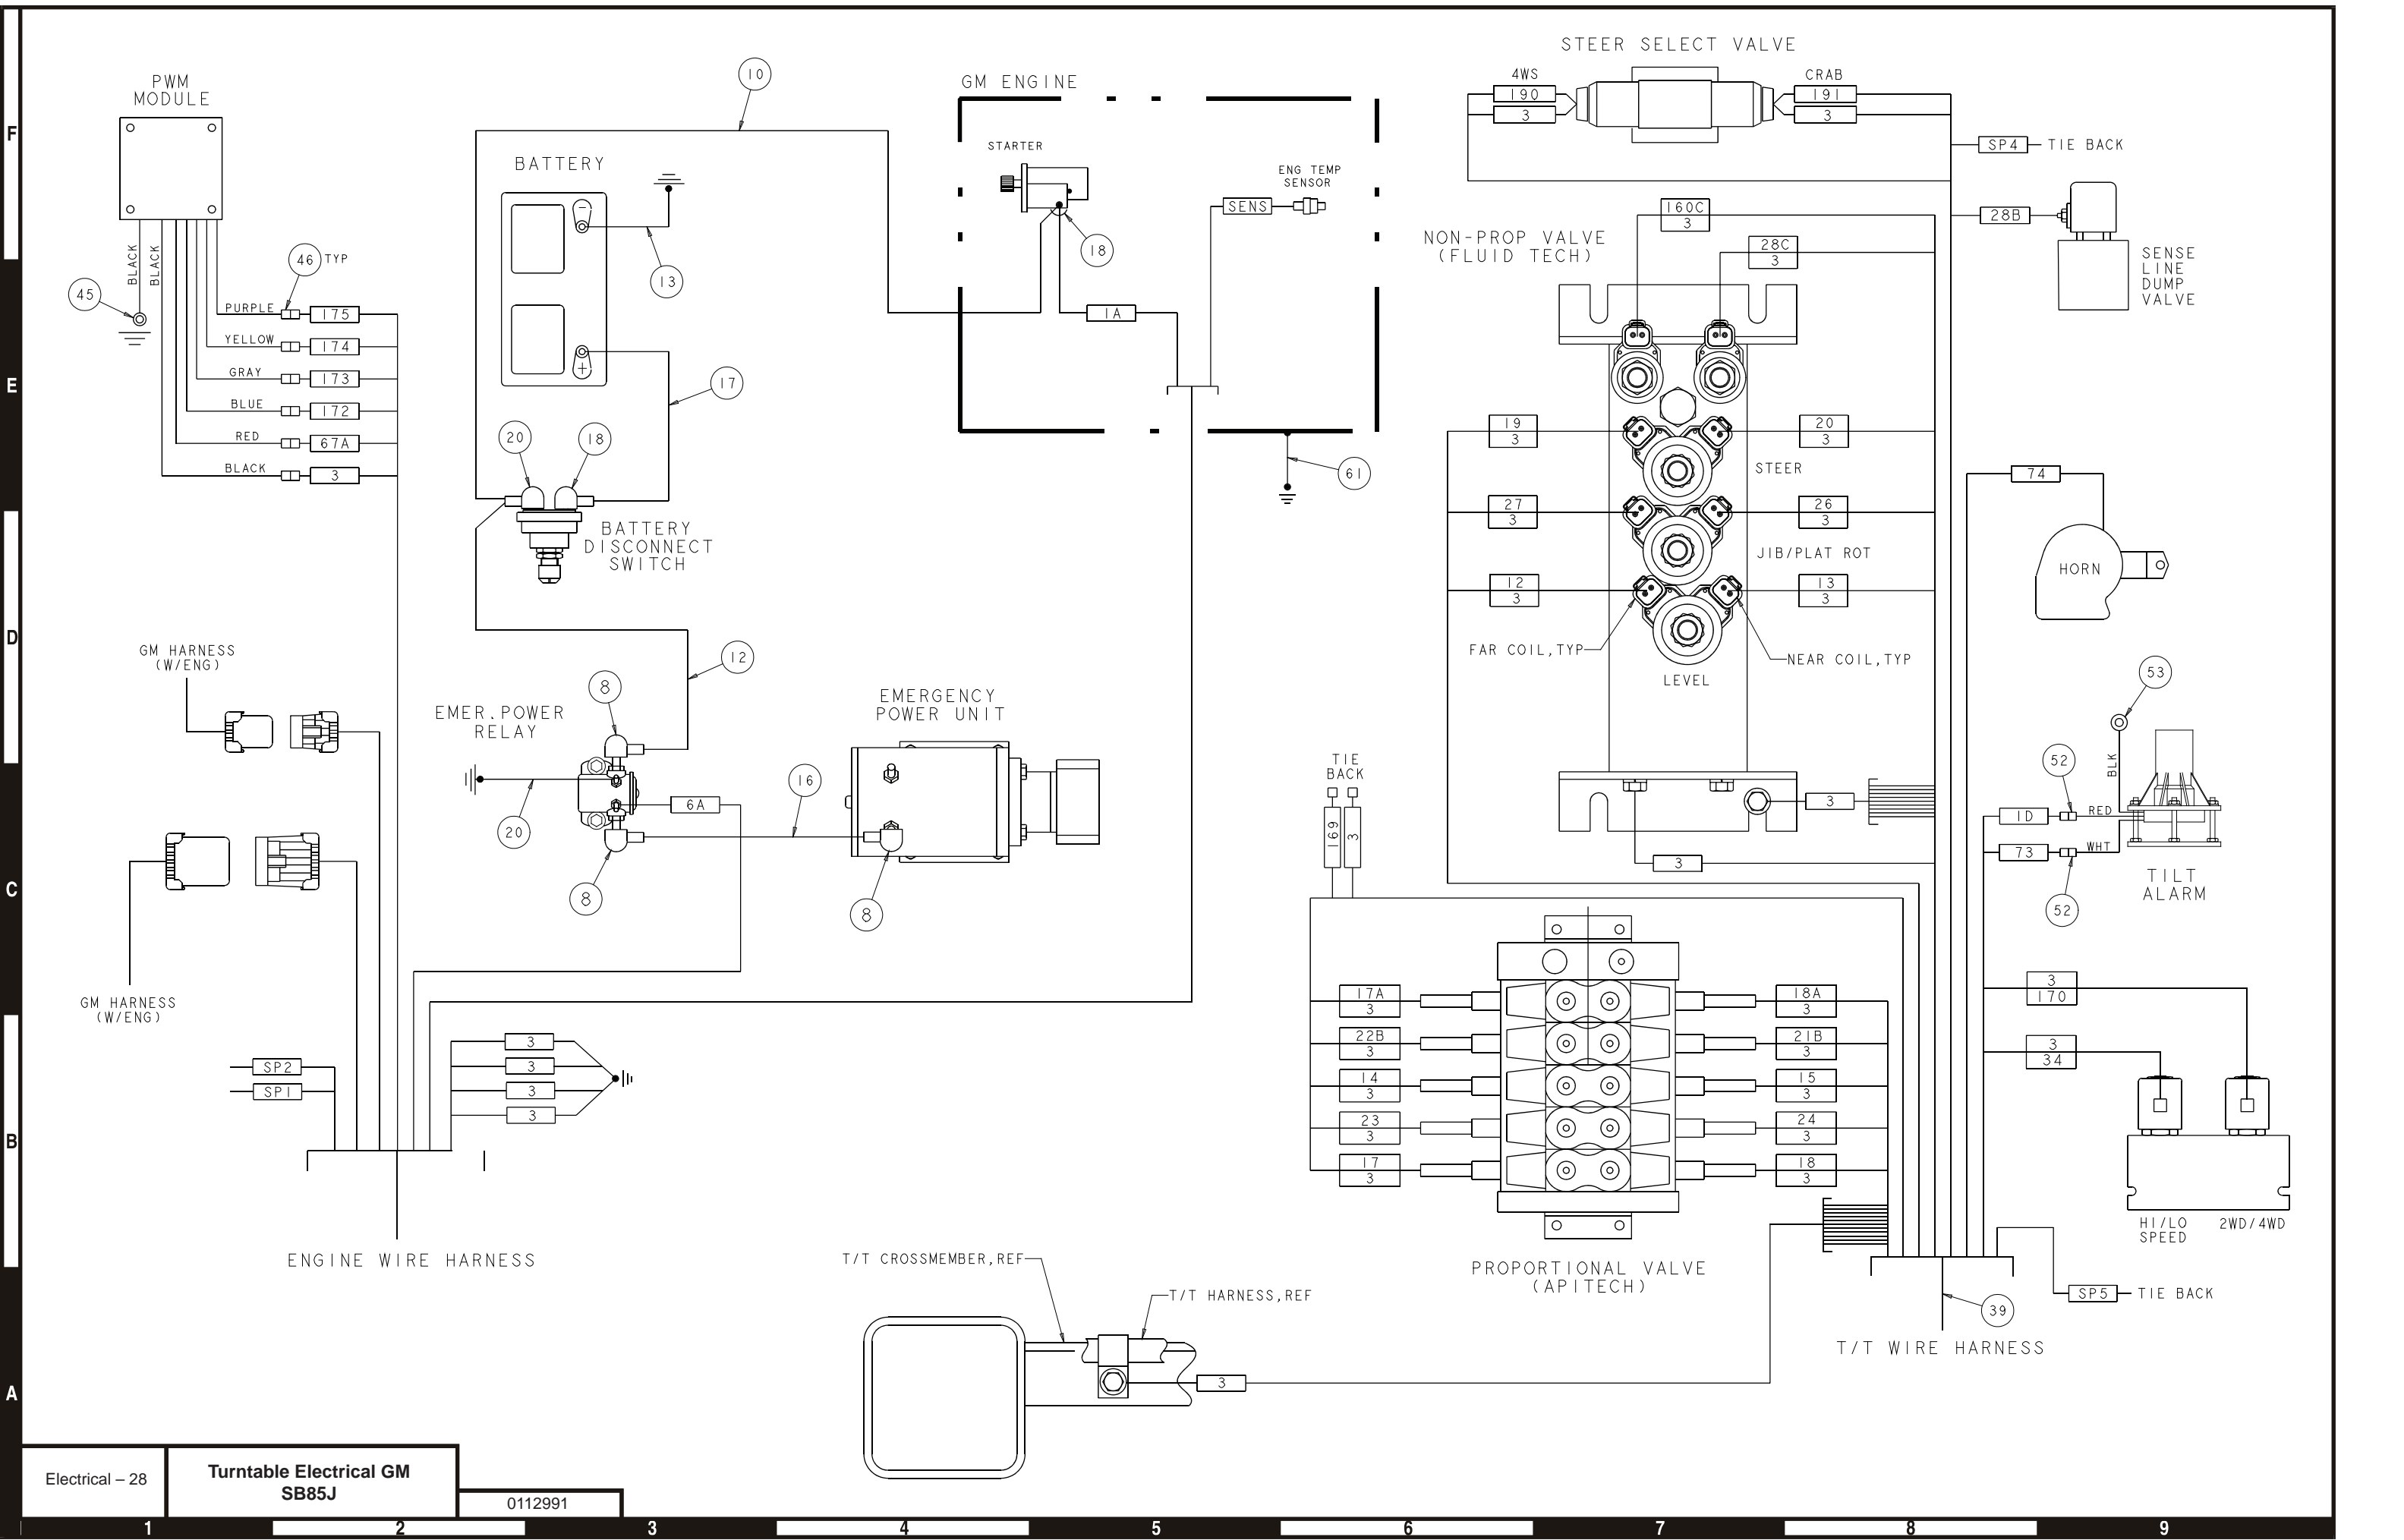 STEER SELECT VALVE
PWM
MODULE
10
GM ENGINE
4WS
190
3
CRAB
191
3
F
BATTERY
STARTER
ENG TEMP
SENSOR
SENS
SP4
TIE BACK
160C
3
28B
28C
3
NON-PROP VALVE
(FLUID TECH)
SENSE
LINE
DUMP
VALVE
BLACK
BLACK
46
TYP
45
-
13
18
PURPLE
175
1A
YELLOW
174
GRAY
173
+
17
E
BLUE
172
RED
67A
BLACK
3
20
18
19
3
20
3
STEER
61
74
27
3
26
3
BATTERY
DISCONNECT
SWITCH
JIB/PLAT ROT
HORN
12
3
13
3
D
GM HARNESS
(W/ENG)
12
FAR COIL,TYP
NEAR COIL,TYP
LEVEL
53
8
EMER.POWER
RELAY
EMERGENCY
POWER UNIT
TIE
BACK
BLK
52
16
6A
20
169
3
3
1D
RED
73
WHT
52
3
8
8
TILT
ALARM
C
GM HARNESS
(W/ENG)
17A
3
18A
3
3
170
22B
3
21B
3
3
34
3
3
3
3
SP2
SP1
14
3
15
3
23
3
24
3
B
17
3
18
3
HI/LO
SPEED
2WD/4WD
ENGINE WIRE HARNESS
T/T CROSSMEMBER,REF
T/T HARNESS,REF
PROPORTIONAL VALVE
(APITECH)
SP5
TIE BACK
39
T/T WIRE HARNESS
3
A
Electrical – 28
Turntable Electrical GM
SB85J
0112991
1
2
3
4
5
6
7
8
9